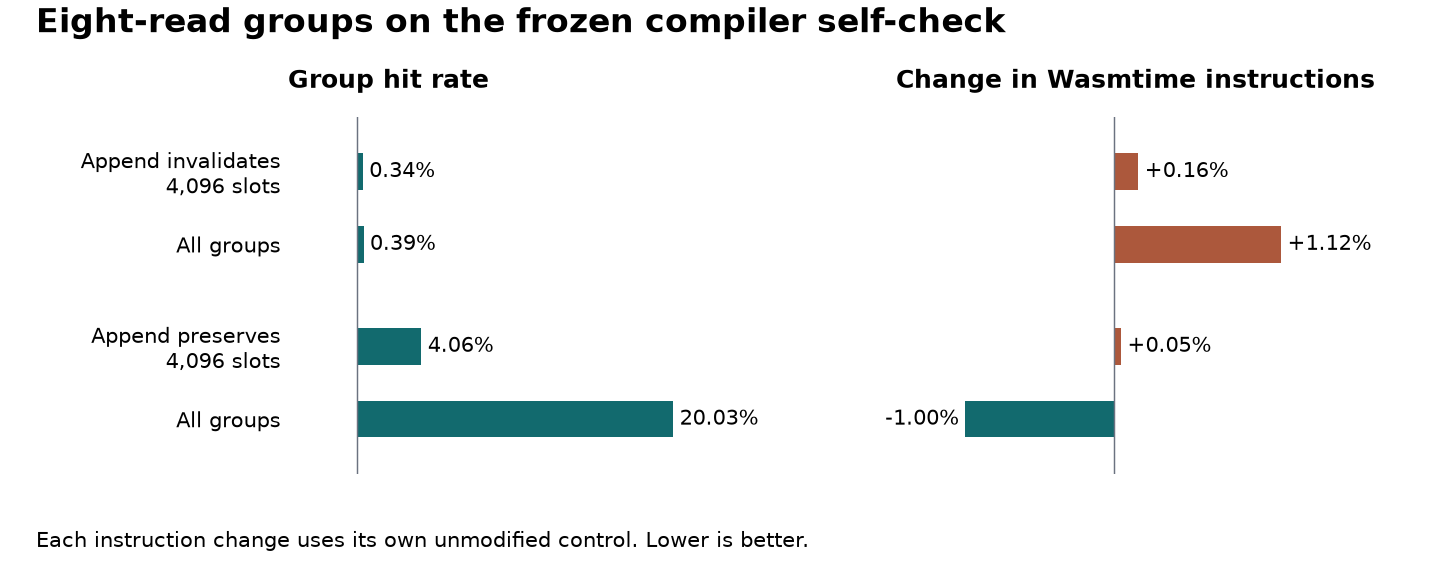 Eight-read groups on the frozen compiler self-check
Group hit rate
Change in Wasmtime instructions
Append invalidates
4,096 slots
0.34%
+0.16%
All groups
0.39%
+1.12%
Append preserves
4,096 slots
4.06%
+0.05%
All groups
20.03%
-1.00%
Each instruction change uses its own unmodified control. Lower is better.